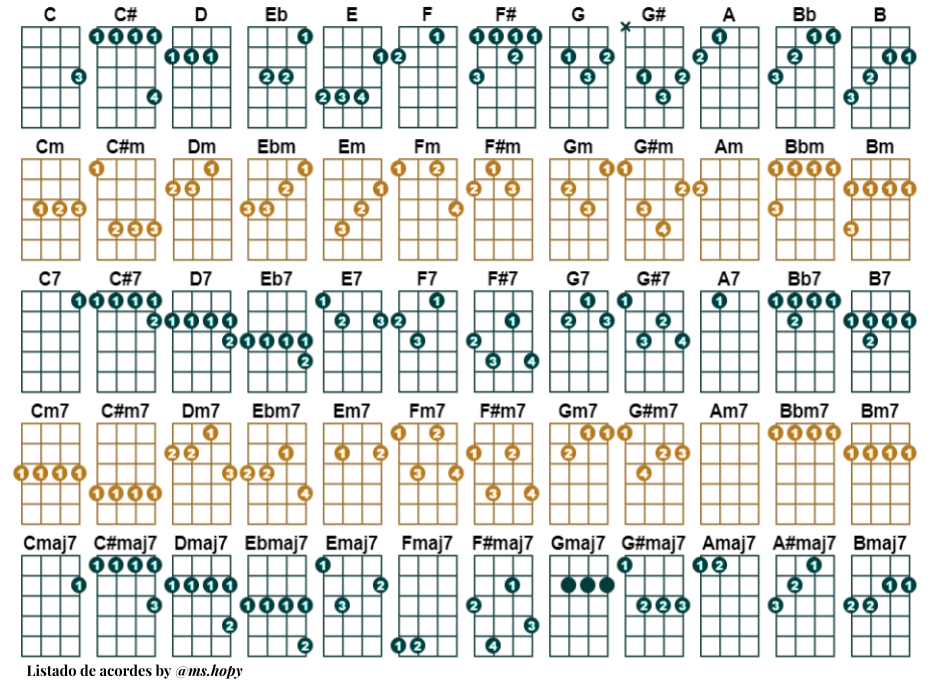 C C# D Eb E F F# G G# A Bb B
×
1 1 1 1 1 1 1 1 1 1 1 1
1 1 1 1 2 2 1 2 2 2 1 1
3 2 2 3 3 1 2 3 2
4 2 3 4 3 3
Cm C#m Dm Ebm Em Fm F#m Gm G#m Am Bbm Bm
1 1 1 1 2 1 1 1 1 1 1 1
2 3 2 1 2 3 2 2 2 1 1 1 1
1 2 3 3 3 2 4 3 3 3
2 3 3 3 4 3
C7 C#7 D7 Eb7 E7 F7 F#7 G7 G#7 A7 Bb7 B7
1 1 1 1 1 1 1 1 1 1 1 1 1 1
2 1 1 1 1 2 3 2 1 2 3 2 2 1 1 1 1
2 1 1 1 1 3 2 3 4 2
2 3 4
Cm7 C#m7 Dm7 Ebm7 Em7 Fm7 F#m7 Gm7 G#m7 Am7 Bbm7 Bm7
1 1 2 1 1 1 1 1 1 1
2 2 1 1 2 1 2 2 2 3 1 1 1 1
1 1 1 1 3 2 2 3 4 4
1 1 1 1 4 3 4
Cmaj7 C#maj7 Dmaj7 Ebmaj7 Emaj7 Fmaj7 F#maj7 Gmaj7 G#maj7 Amaj7 A#maj7 Bmaj7
1 1 1 1 1 1 1 2 1
1 1 1 1 1 2 1 2 1 1
3 1 1 1 1 3 2 2 2 3 3 2 2
2 3
2 1 2 4
Listado de acordes by @ms.hopy